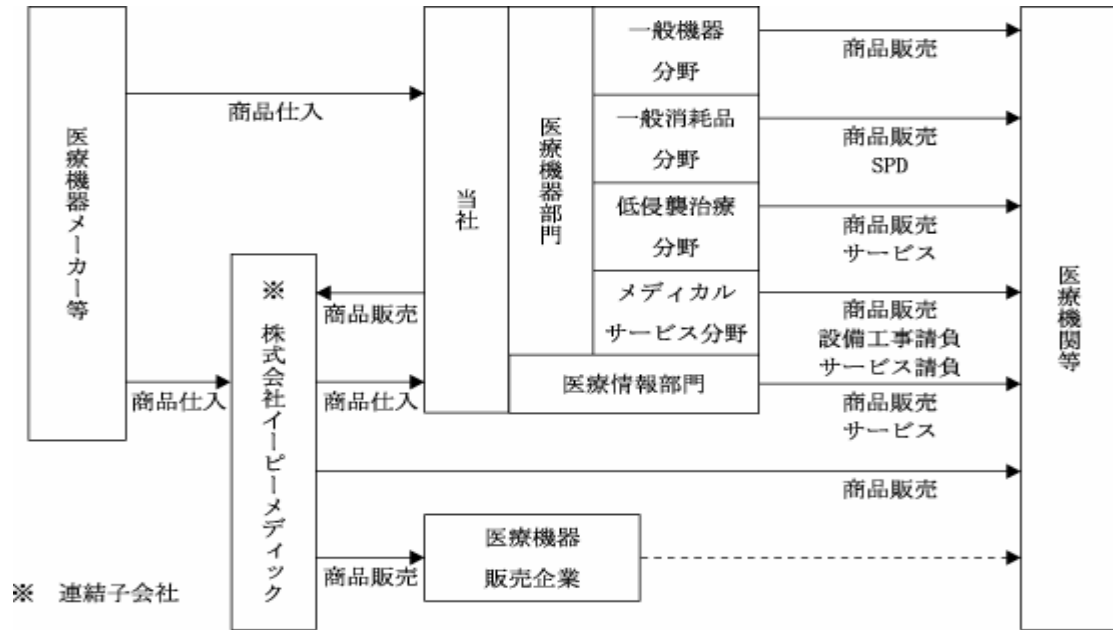 医療機器メーカー等
商品仕入
商品仕入
※ 株式会社イーピーメディック
商品販売
商品仕入
商品販売
当社
医療機器部門
一般機器
分野
一般消耗品
分野
低侵襲治療
分野
メディカル
サービス分野
医療情報部門
医療機器
販売企業
商品販売
商品販売
SPD
商品販売
サービス
商品販売
設備工事請負
サービス請負
商品販売
サービス
商品販売
医療機関等
※ 連結子会社